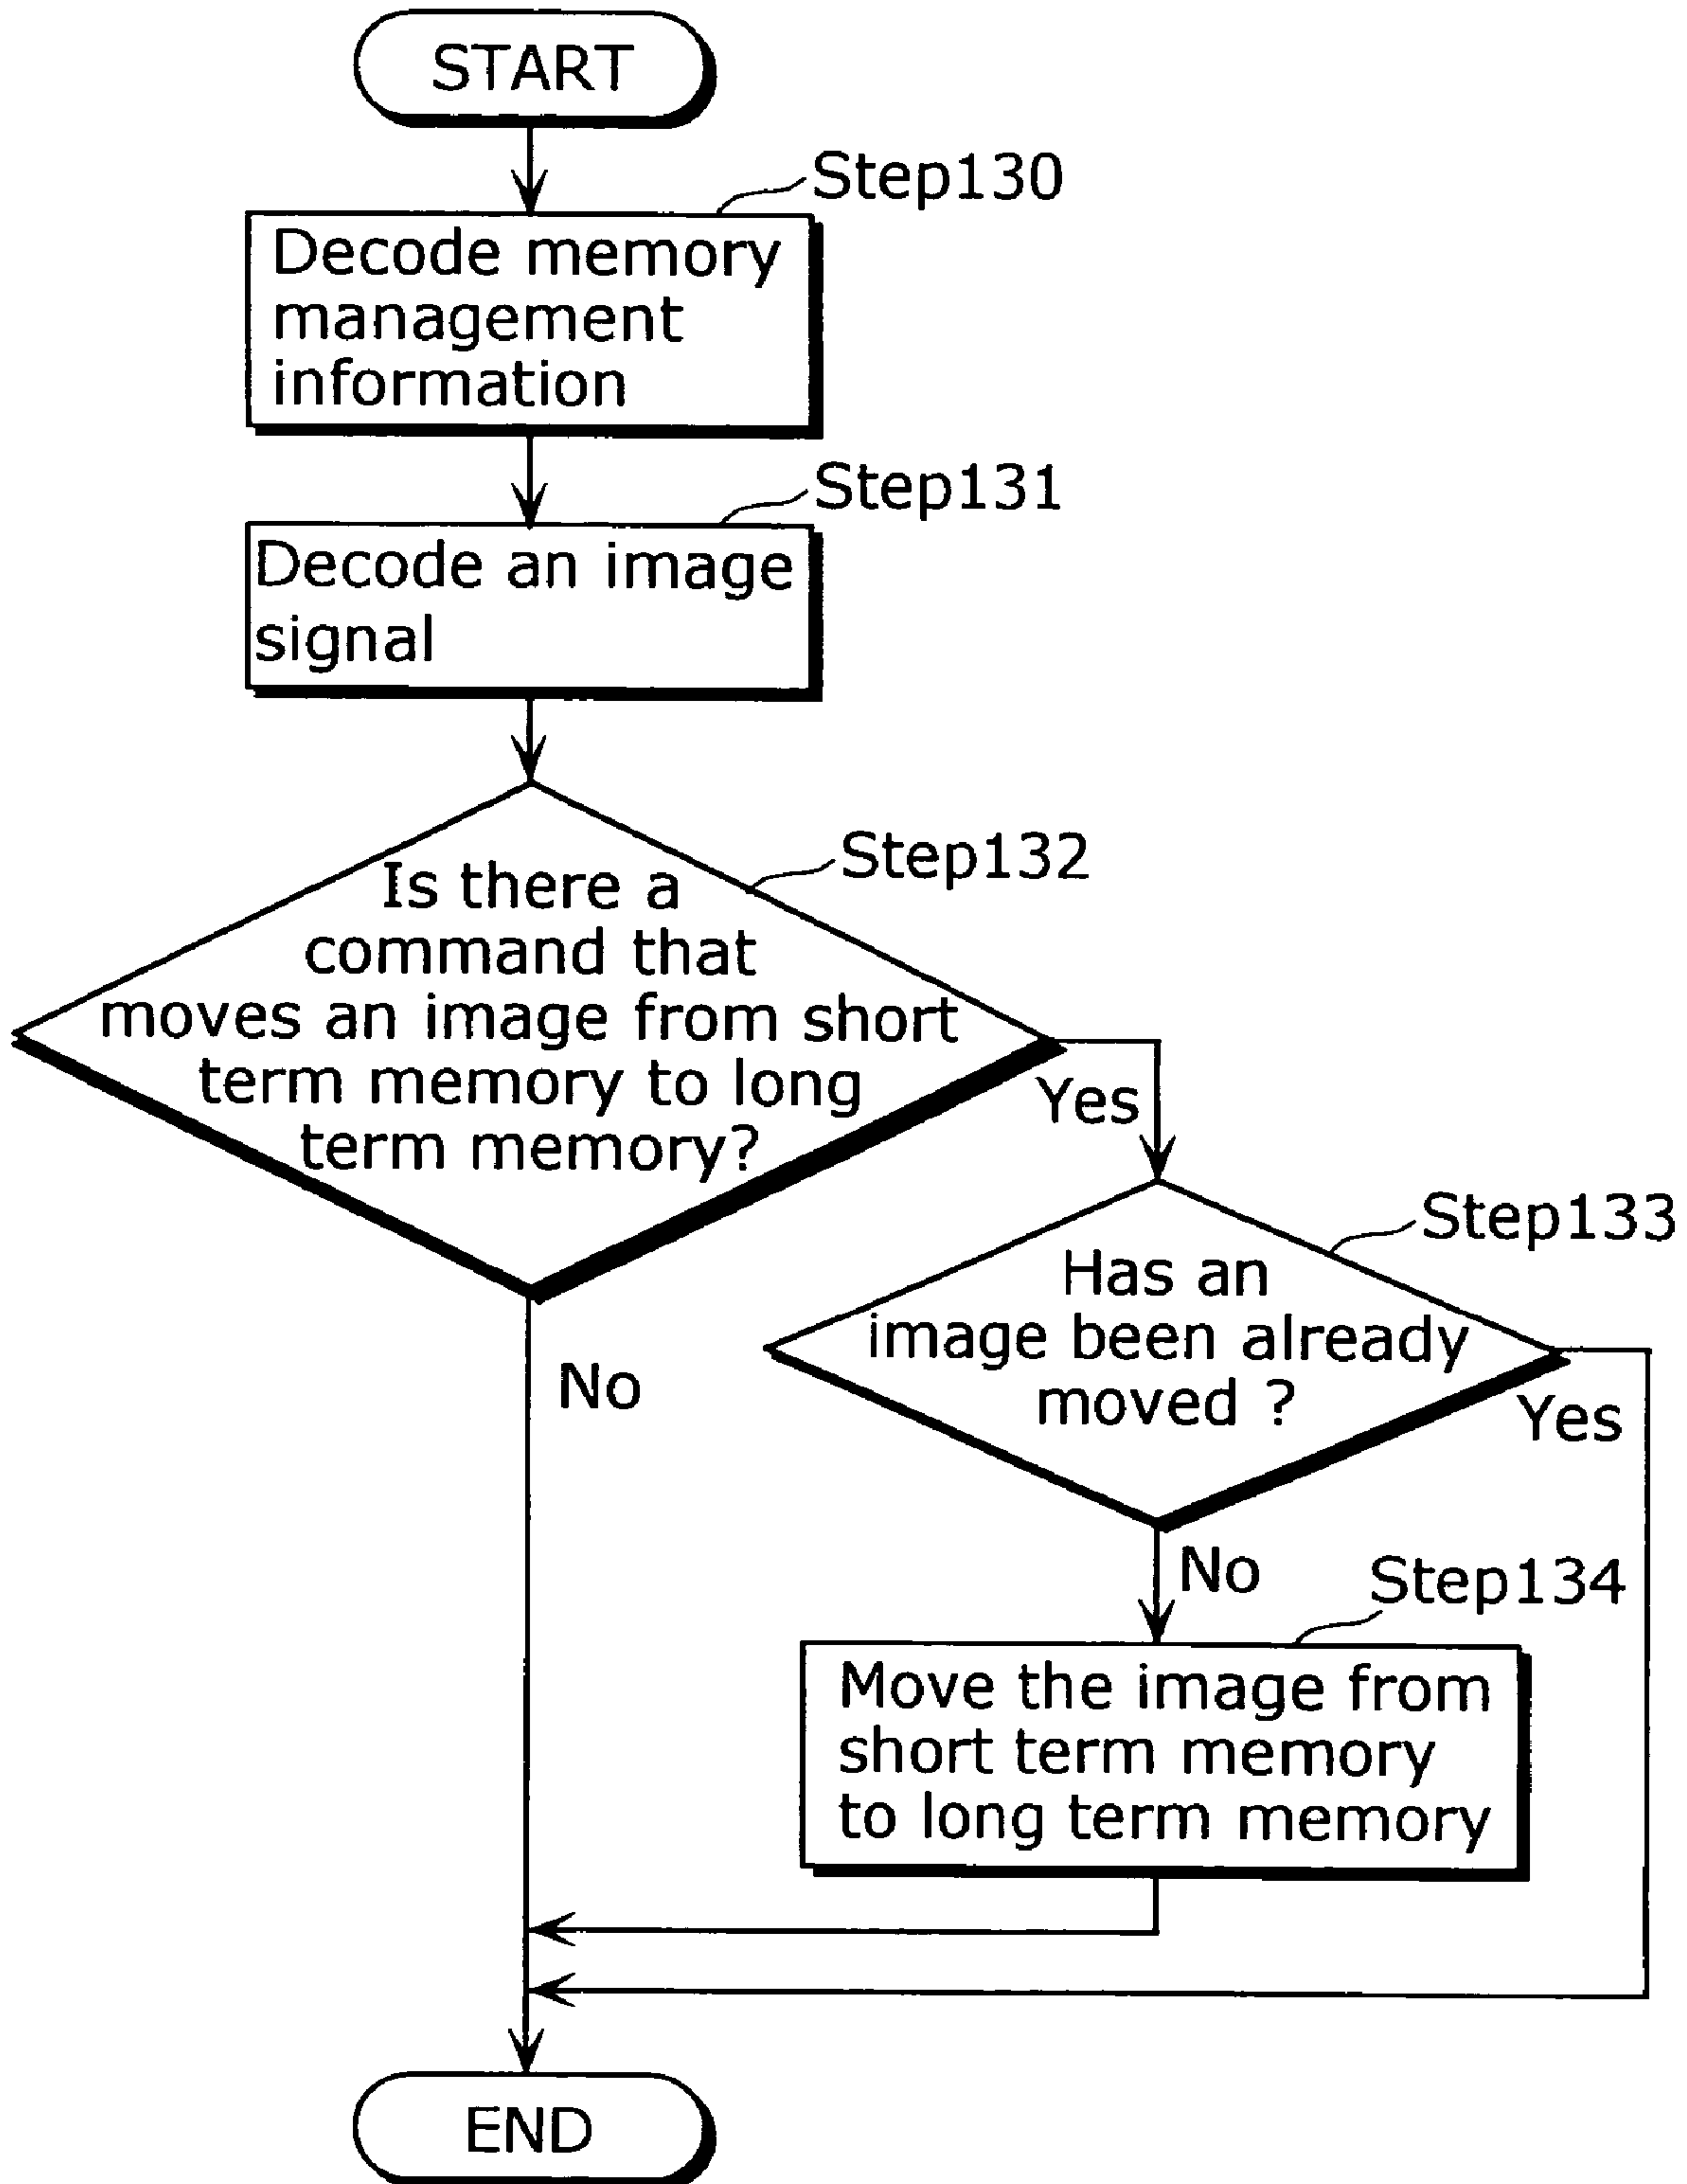 START
Step130
Decode memory
management
information
Step131
Decode an image
signal
Step132
Is there a
command that
moves an image from short
term memory to long
term memory?
Yes
No
Step133
Has an
image been already
moved ?
Yes
No
Step134
Move the image from
short term memory
to long term memory
END